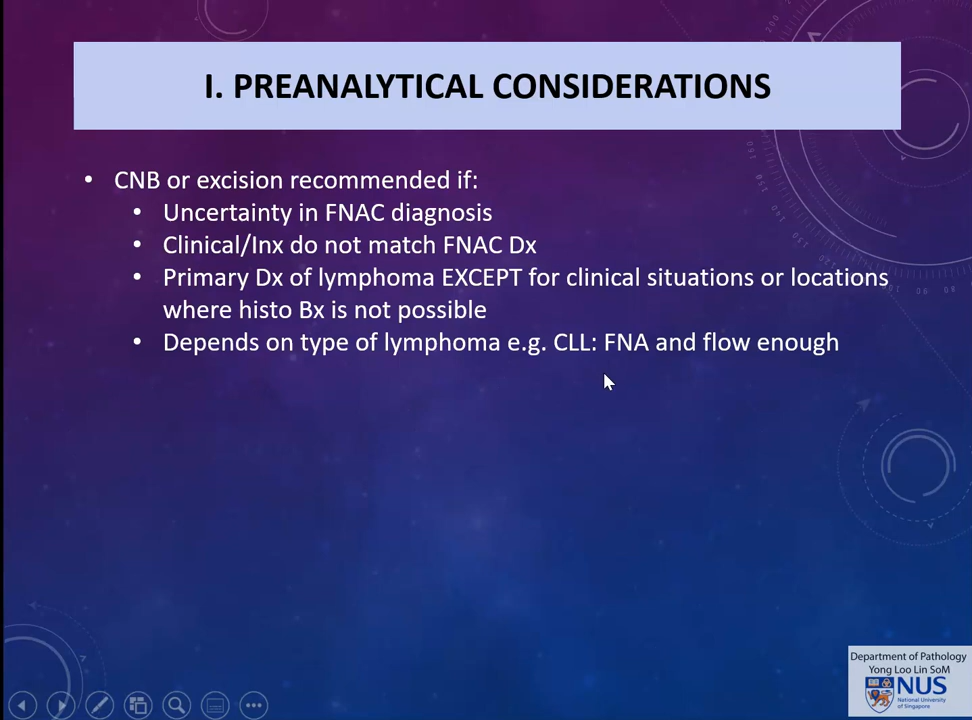 I. PREANALYTICAL CONSIDERATIONS
• CNB or excision recommended if:
• Uncertainty in FNAC diagnosis
• Clinical/Inx do not match FNAC Dx
• Primary Dx of lymphoma EXCEPT for clinical situations or locations
where histo Bx is not possible
• Depends on type of lymphoma e.g. CLL: FNA and flow enough
Department of Pathology
Yong Loo Lin SoM
NUS
National University
of Singapore